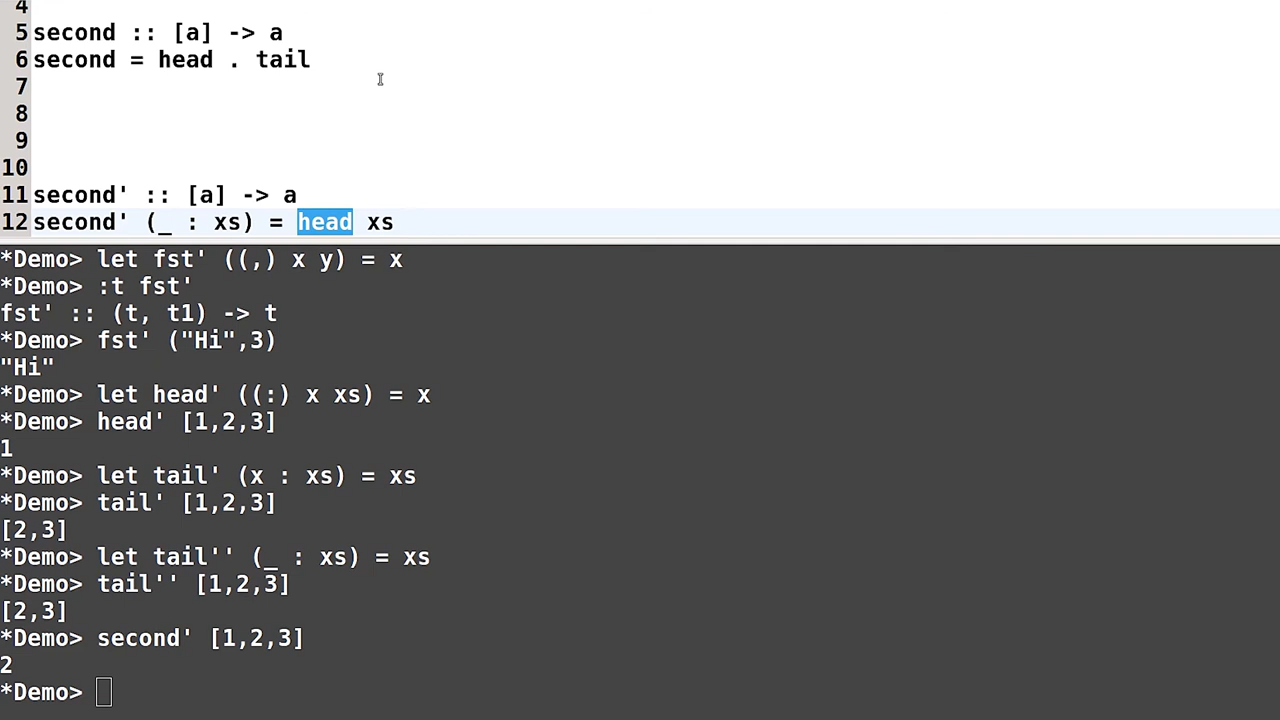 4
5 second :: [a] -> a
6 second = head . tail
7
8
9
10
11 second' :: [a] -> a
12 second' (_ : xs) = head xs
*Demo> let fst' ((,) x y) = x
*Demo> :t fst'
fst' :: (t, t1) -> t
*Demo> fst' ("Hi",3)
"Hi"
*Demo> let head' ((:) x xs) = x
*Demo> head' [1,2,3]
1
*Demo> let tail' (x : xs) = xs
*Demo> tail' [1,2,3]
[2,3]
*Demo> let tail'' (_ : xs) = xs
*Demo> tail'' [1,2,3]
[2,3]
*Demo> second' [1,2,3]
2
*Demo>